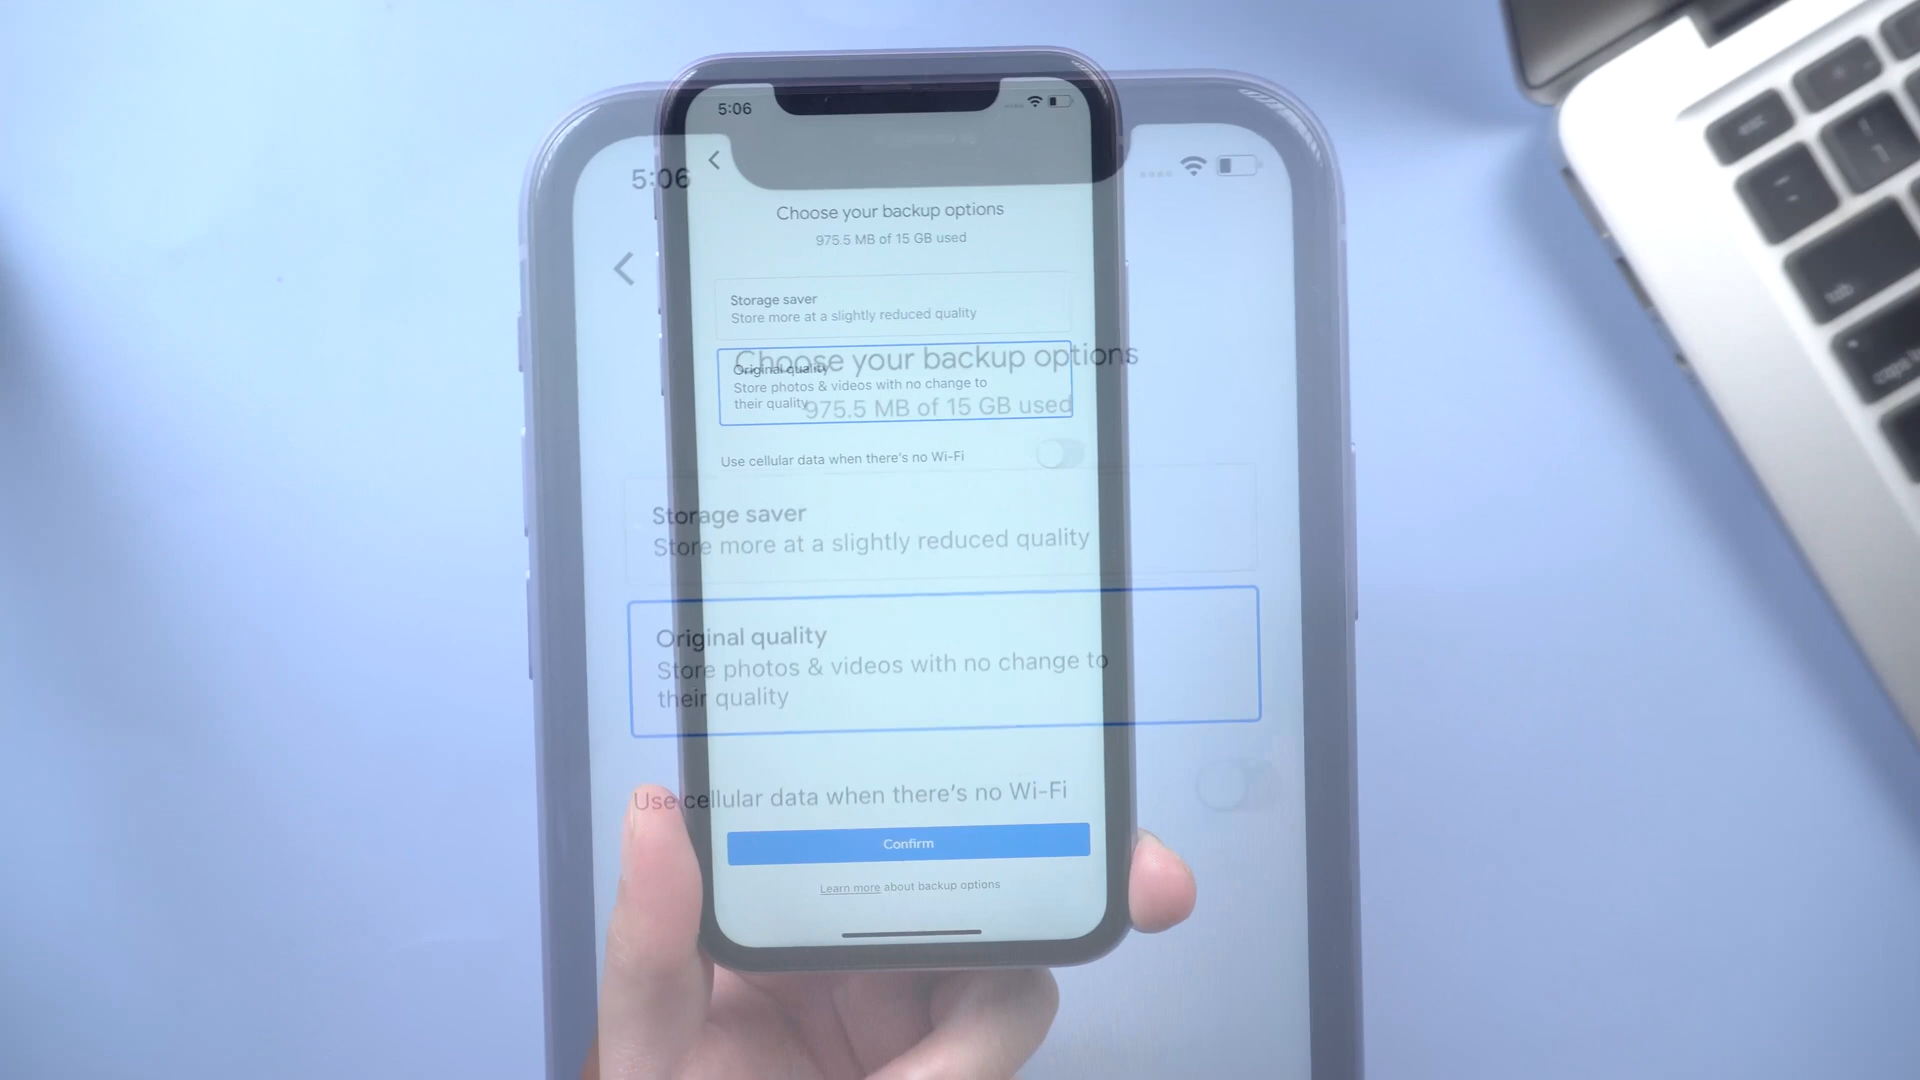 5:06
Choose your backup options
975.5 MB of 15 GB used
Storage saver
Store more at a slightly reduced quality
Original quality
Store photos & videos with no change to
their quality
Use cellular data when there's no Wi-Fi
Confirm
Learn more about backup options
5:06
Choose your backup options
975.5 MB of 15 GB used
Storage saver
Store more at a slightly reduced quality
Original quality
Store photos & videos with no change to
their quality
Use cellular data when there's no Wi-Fi
esc
tab